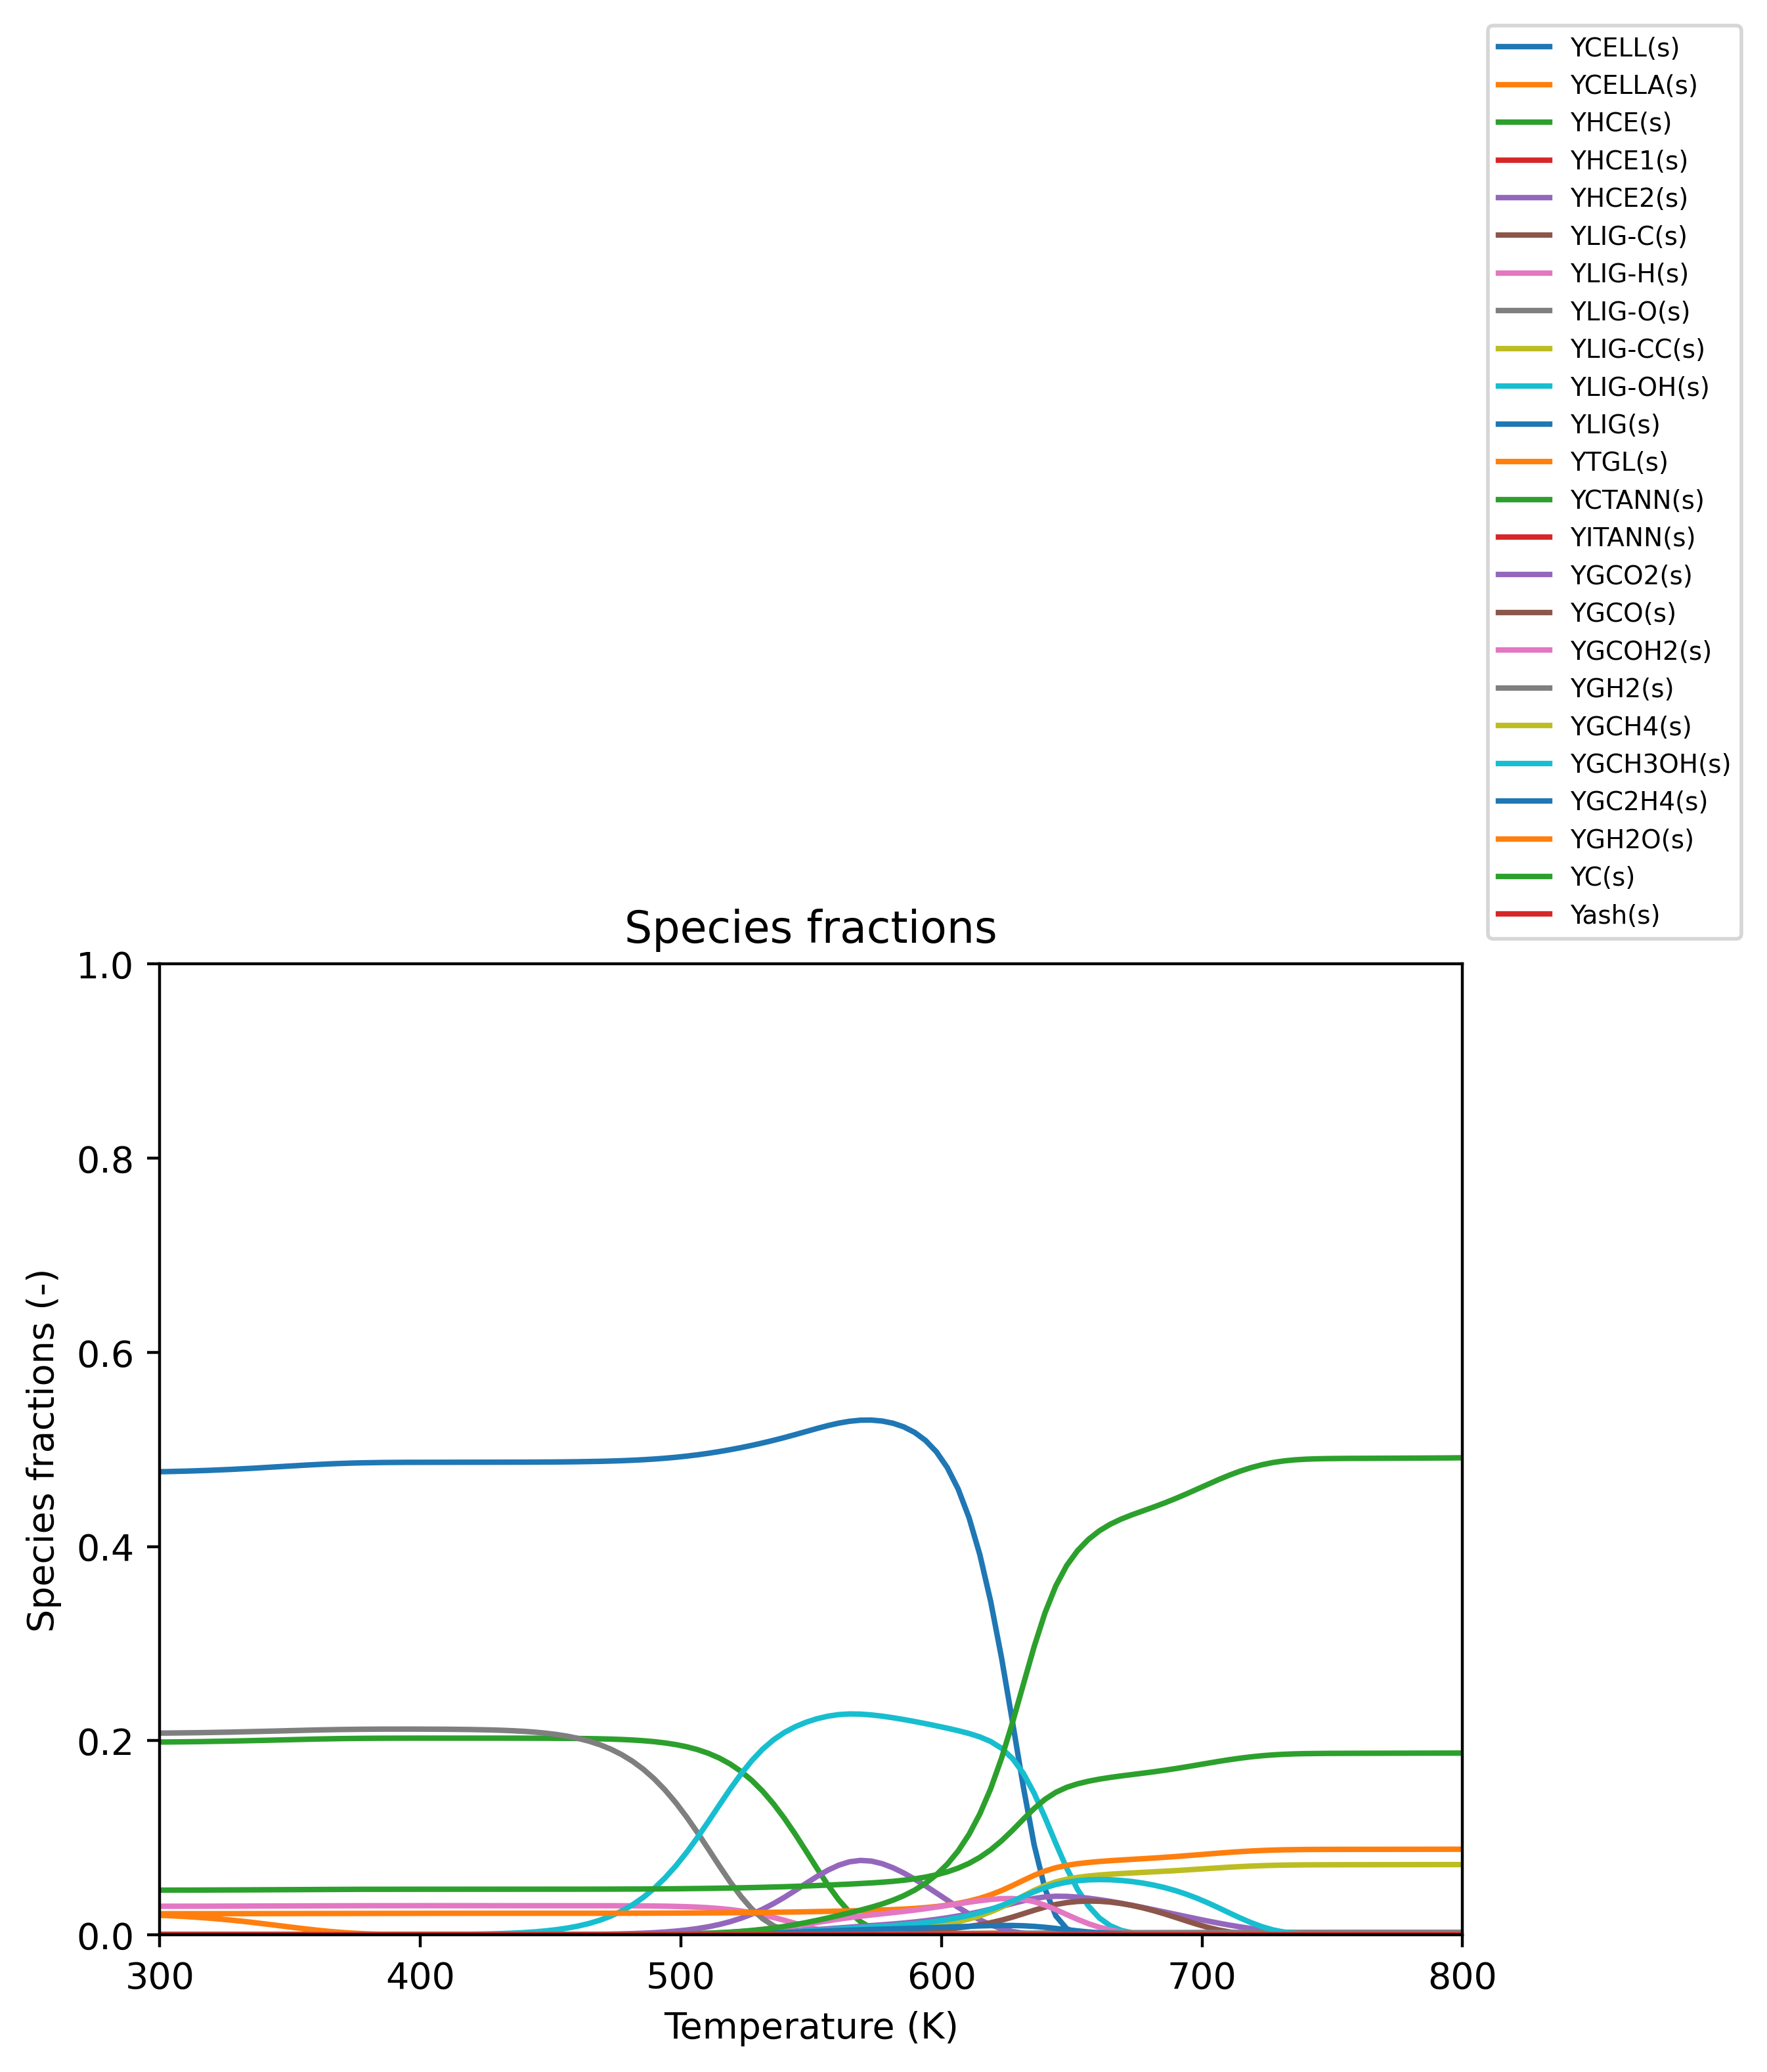 YCELL(s)
YCELLA(s)
YHCE(s)
YHCE1(s)
YHCE2(s)
YLIG-C(s)
YLIG-H(s)
YLIG-O(s)
YLIG-CC(s)
YLIG-OH(s)
YLIG(s)
YTGL(s)
YCTANN(s)
YITANN(s)
YGCO2(s)
YGCO(s)
YGCOH2(s)
YGH2(s)
YGCH4(s)
YGCH3OH(s)
YGC2H4(s)
YGH2O(s)
YC(s)
Yash(s)
Species fractions
1.0
0.8
0.6
0.4
0.2
0.0
Species fractions (-)
300 400 500 600 700 800
Temperature (K)